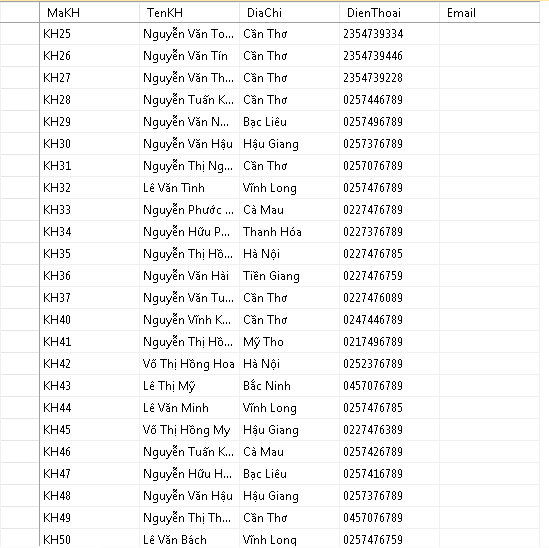 MaKH TenKH DiaChi DienThoai Email
KH25 Nguyễn Văn To... Cần Thơ 2354739334
KH26 Nguyễn Văn Tín Cần Thơ 2354739446
KH27 Nguyễn Văn Th... Cần Thơ 2354739228
KH28 Nguyễn Tuấn K... Cần Thơ 0257446789
KH29 Nguyễn Văn N... Bạc Liêu 0257496789
KH30 Nguyễn Văn Hậu Hậu Giang 0257376789
KH31 Nguyễn Thị Ng... Cần Thơ 0257076789
KH32 Lê Văn Tình Vĩnh Long 0257476789
KH33 Nguyễn Phước ... Cà Mau 0227476789
KH34 Nguyễn Hữu P... Thanh Hóa 0227376789
KH35 Nguyễn Thị Hồ... Hà Nội 0227476785
KH36 Nguyễn Văn Hài Tiền Giang 0227476759
KH37 Nguyễn Văn Tu... Cần Thơ 0227476089
KH40 Nguyễn Vĩnh K... Cần Thơ 0247446789
KH41 Nguyễn Thị Hồ... Mỹ Tho 0217496789
KH42 Võ Thị Hồng Hoa Hà Nội 0252376789
KH43 Lê Thị Mỹ Bắc Ninh 0457076789
KH44 Lê Văn Minh Vĩnh Long 0257476785
KH45 Võ Thị Hồng My Hậu Giang 0227476389
KH46 Nguyễn Tuấn K... Cà Mau 0257426789
KH47 Nguyễn Hữu H... Bạc Liêu 0257416789
KH48 Nguyễn Văn Hậu Hậu Giang 0257376789
KH49 Nguyễn Thị Th... Cần Thơ 0457076789
KH50 Lê Văn Bách Vĩnh Long 0257476759